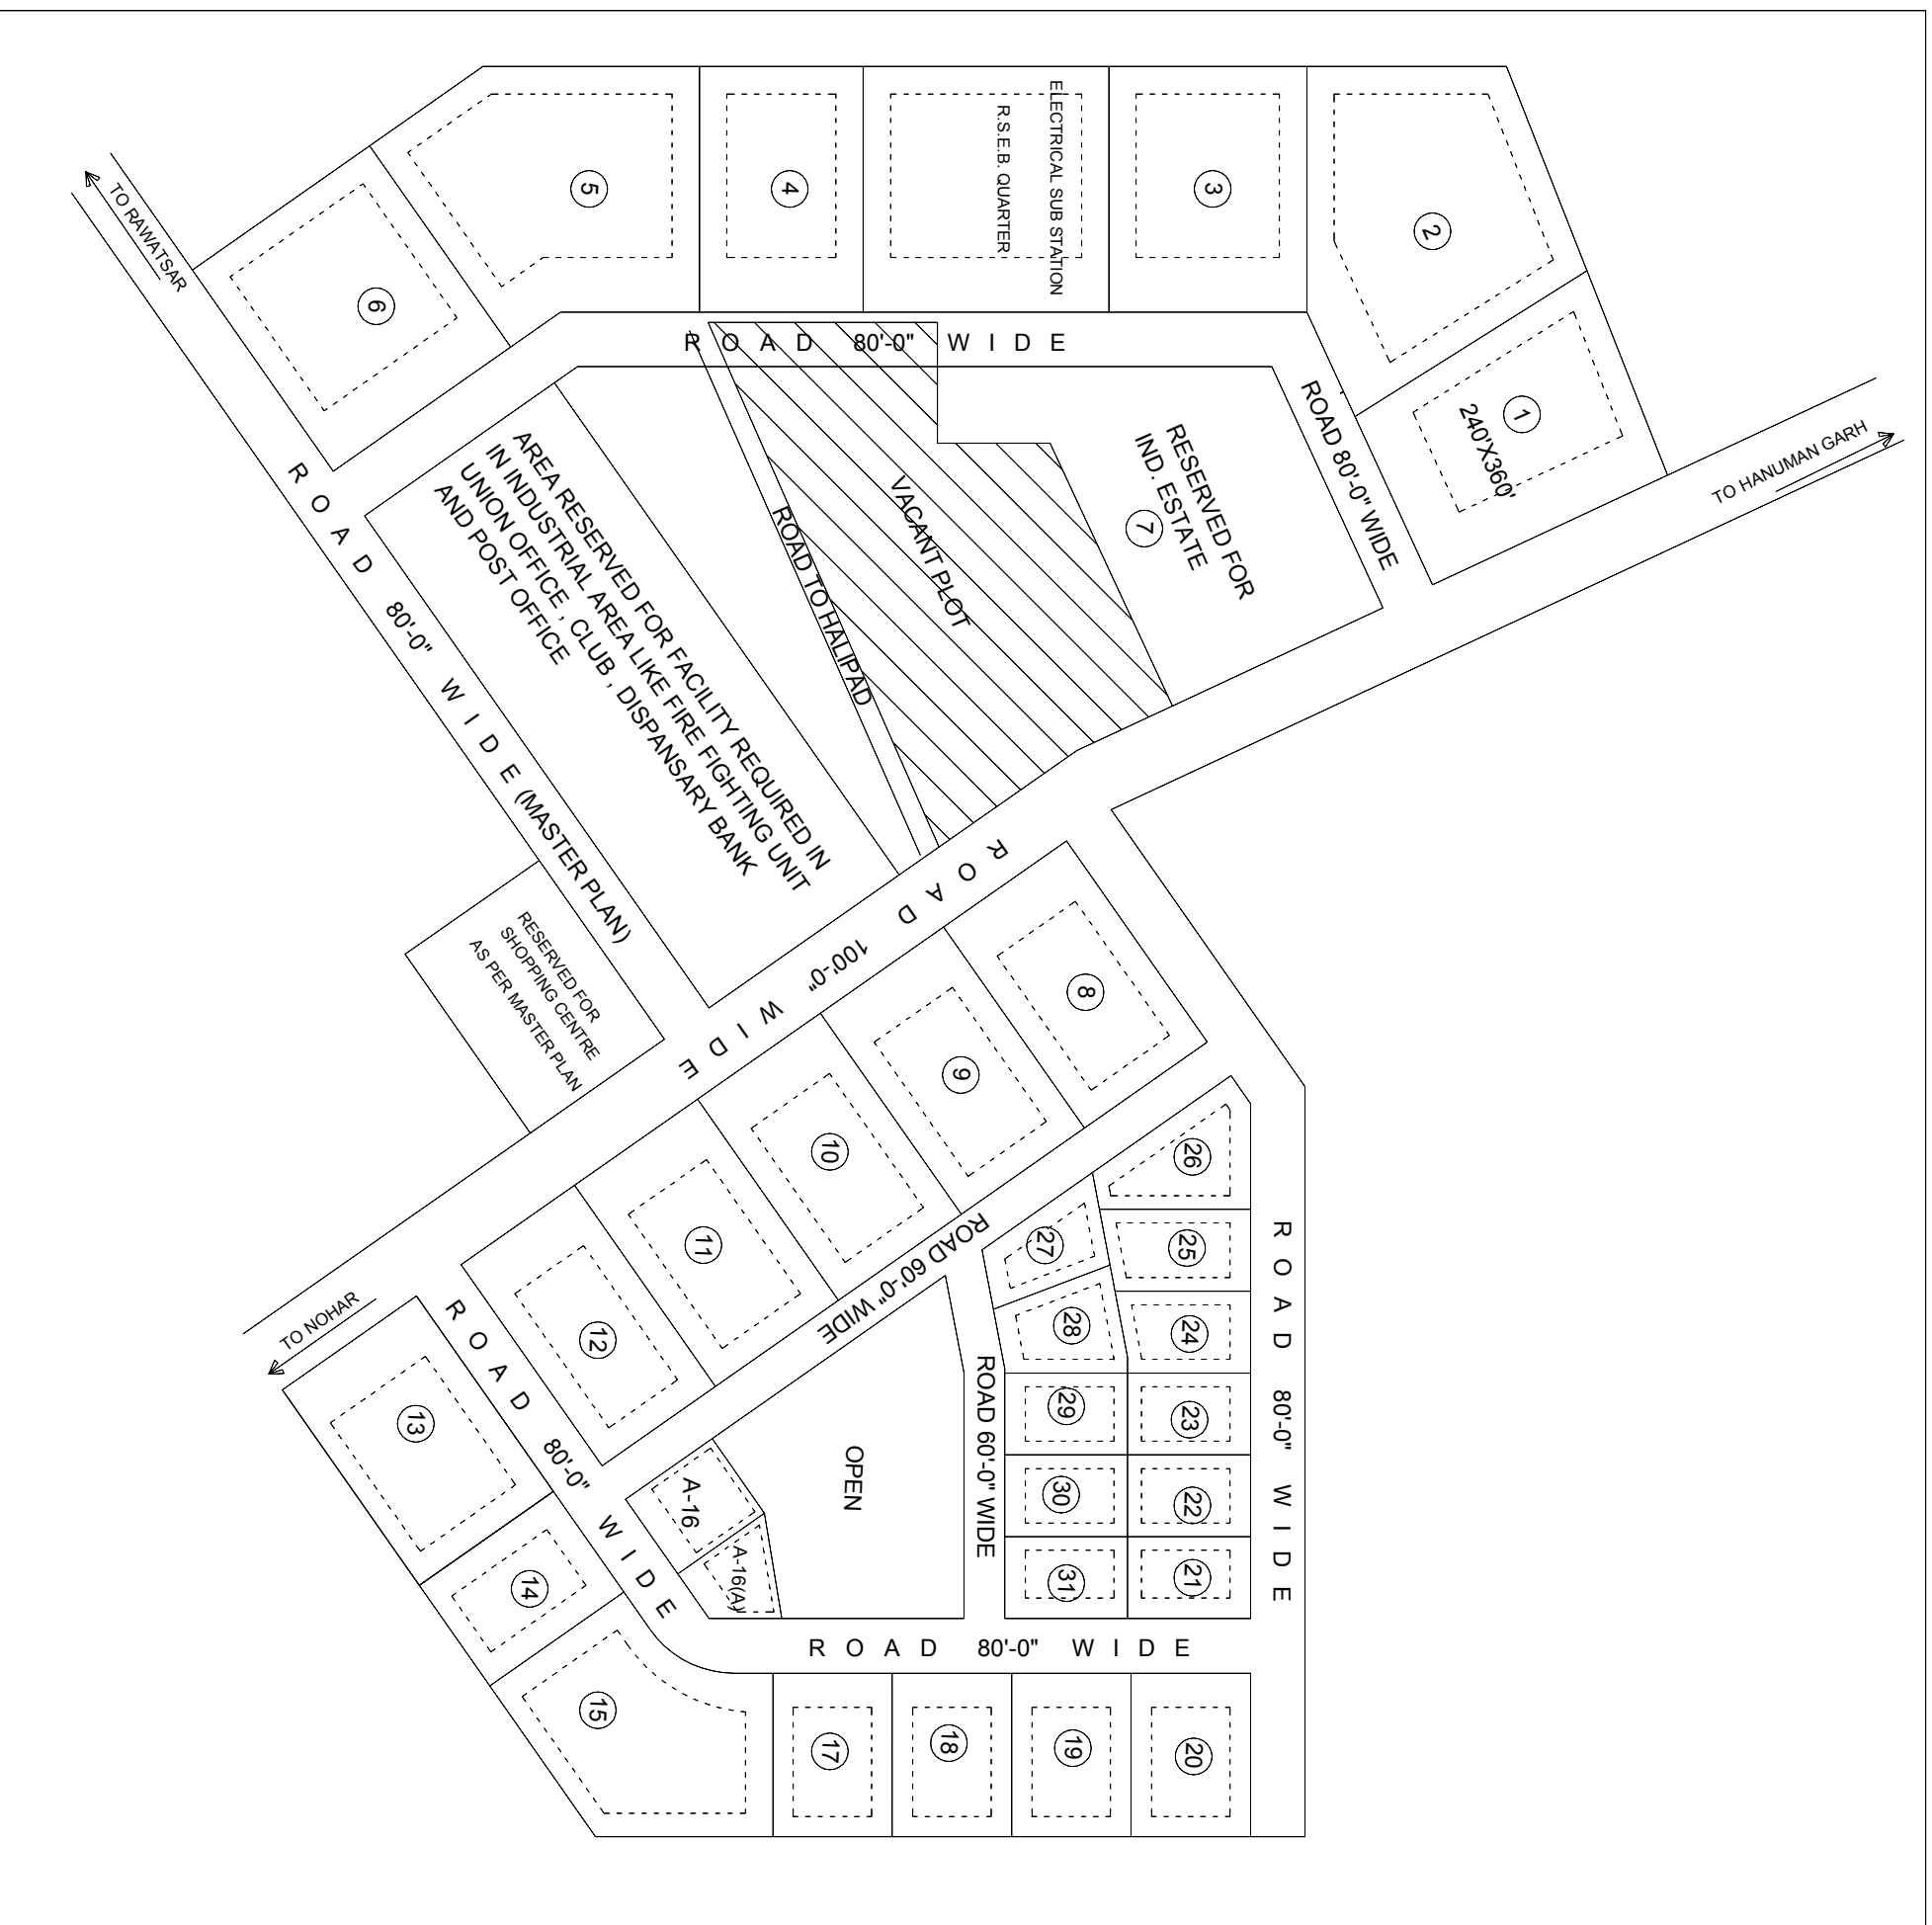 5
4
ELECTRICAL SUB STATION
R.S.E.B. QUARTER
3
2
1
240'X360'
6
TO RAWATSAR
TO HANUMAN GARH
ROAD 80'-0" WIDE
ROAD 80'-0" WIDE
RESERVED FOR
IND. ESTATE
7
VACANT PLOT
ROAD TO HALIPAD
AREA RESERVED FOR FACILITY REQUIRED IN
IN INDUSTRIAL AREA LIKE FIRE FIGHTING UNIT
UNION OFFICE , CLUB , DISPANSARY BANK
AND POST OFFICE
ROAD 80'-0" WIDE (MASTER PLAN)
RESERVED FOR
SHOPPING CENTRE
AS PER MASTER PLAN
ROAD 100'-0" WIDE
8
9
10
11
12
ROAD 60'-0" WIDE
26
25
24
23
22
21
27
28
29
30
31
ROAD 80'-0" WIDE
ROAD 60'-0" WIDE
OPEN
TO NOHAR
ROAD 80'-0" WIDE
13
14
15
A-16
A-16(A)
ROAD 80'-0" WIDE
17
18
19
20